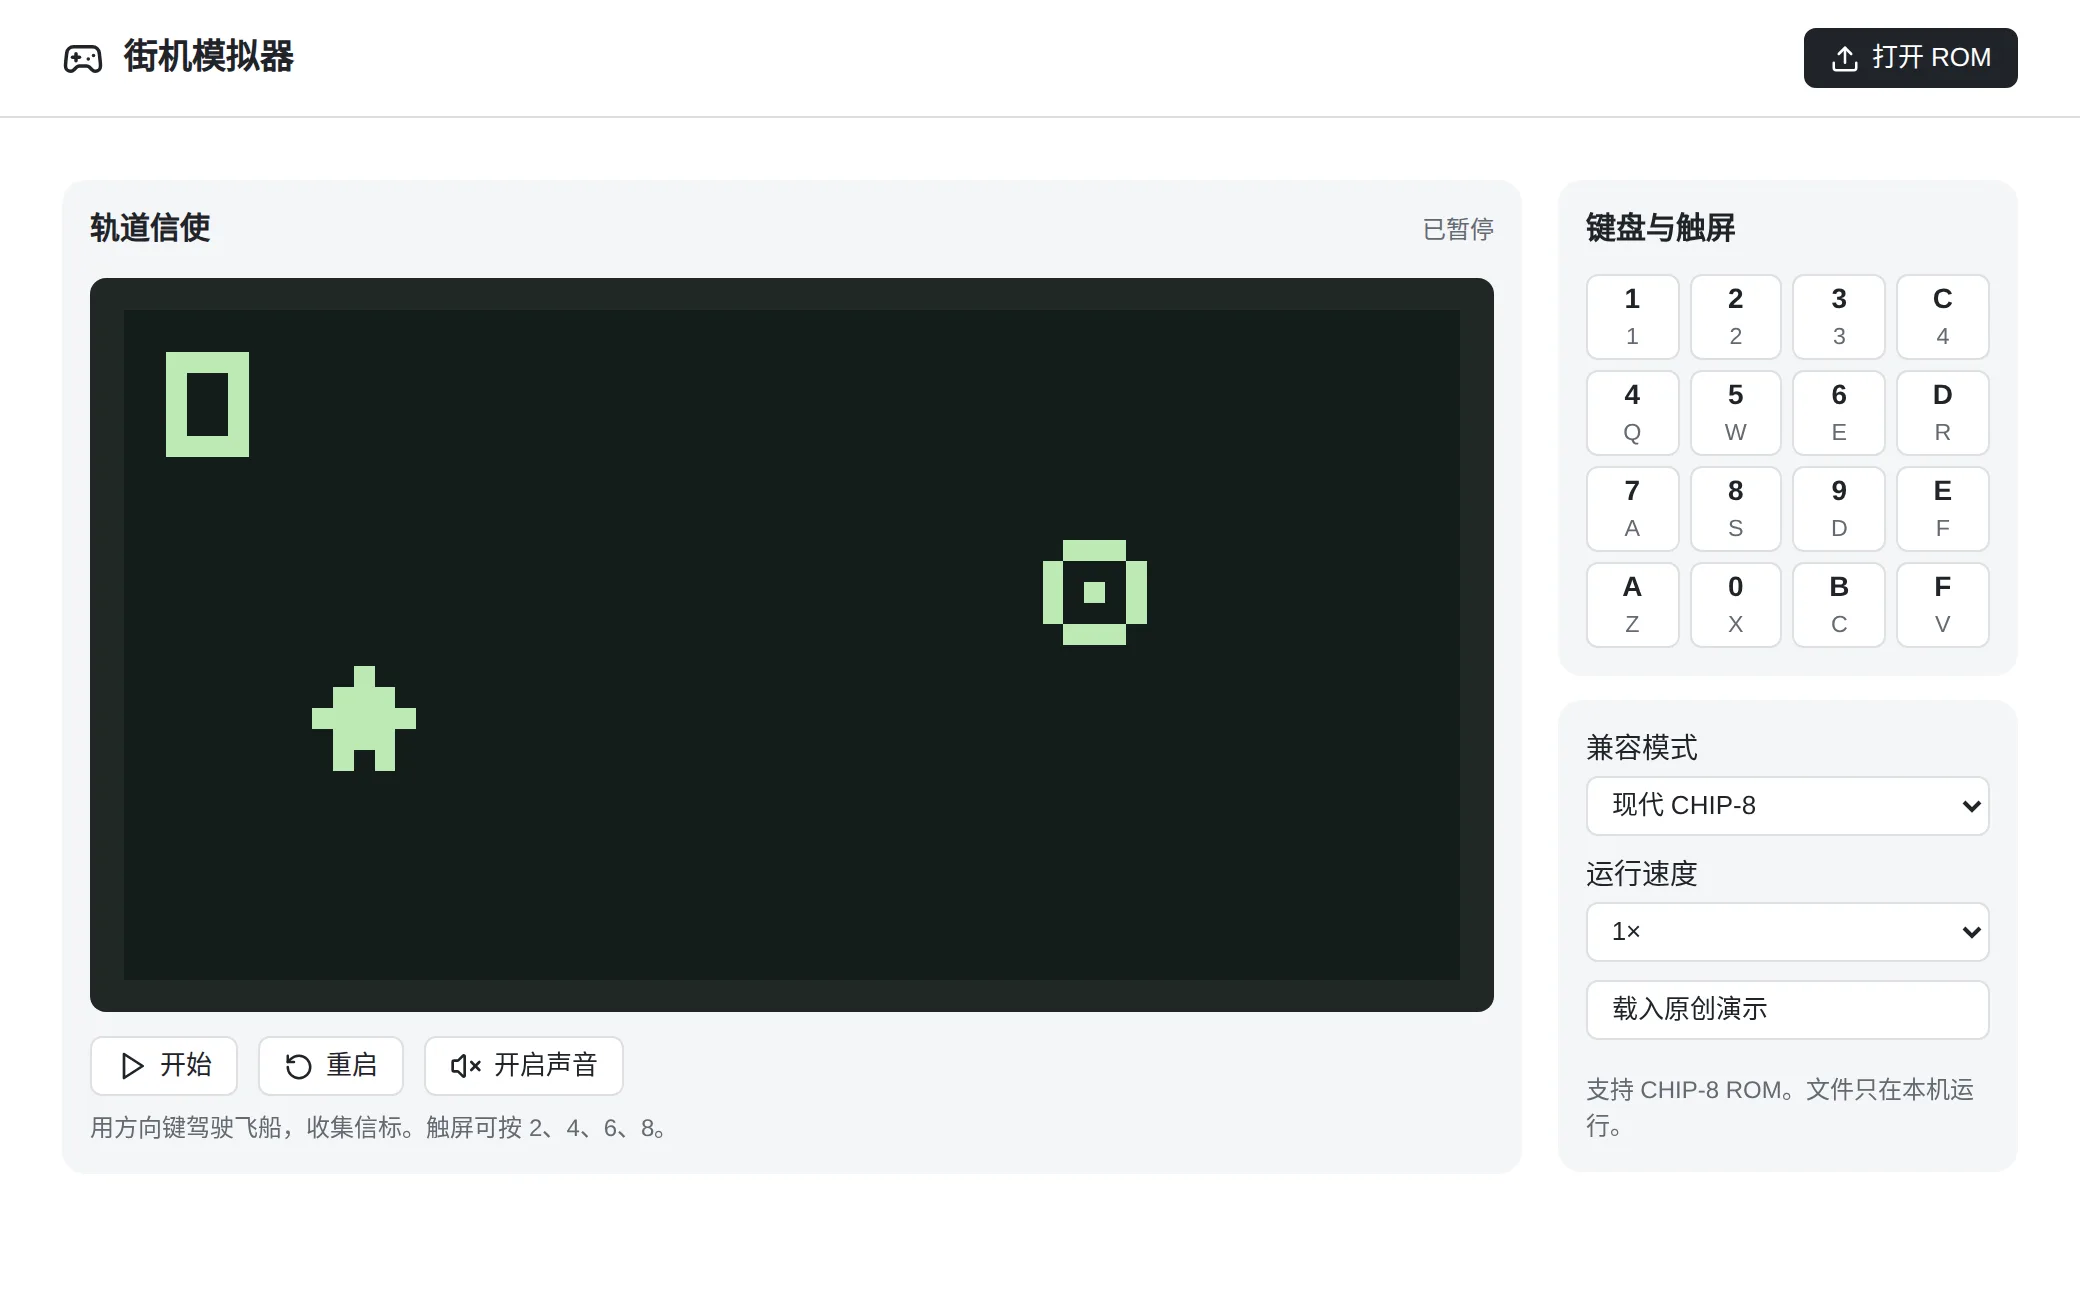 街机模拟器
打开 ROM
轨道信使
已暂停
0
开始
重启
开启声音
用方向键驾驶飞船，收集信标。触屏可按 2、4、6、8。
键盘与触屏
1 2 3 C
1 2 3 4
4 5 6 D
Q W E R
7 8 9 E
A S D F
A 0 B F
Z X C V
兼容模式
现代 CHIP-8
运行速度
1×
载入原创演示
支持 CHIP-8 ROM。文件只在本机运
行。